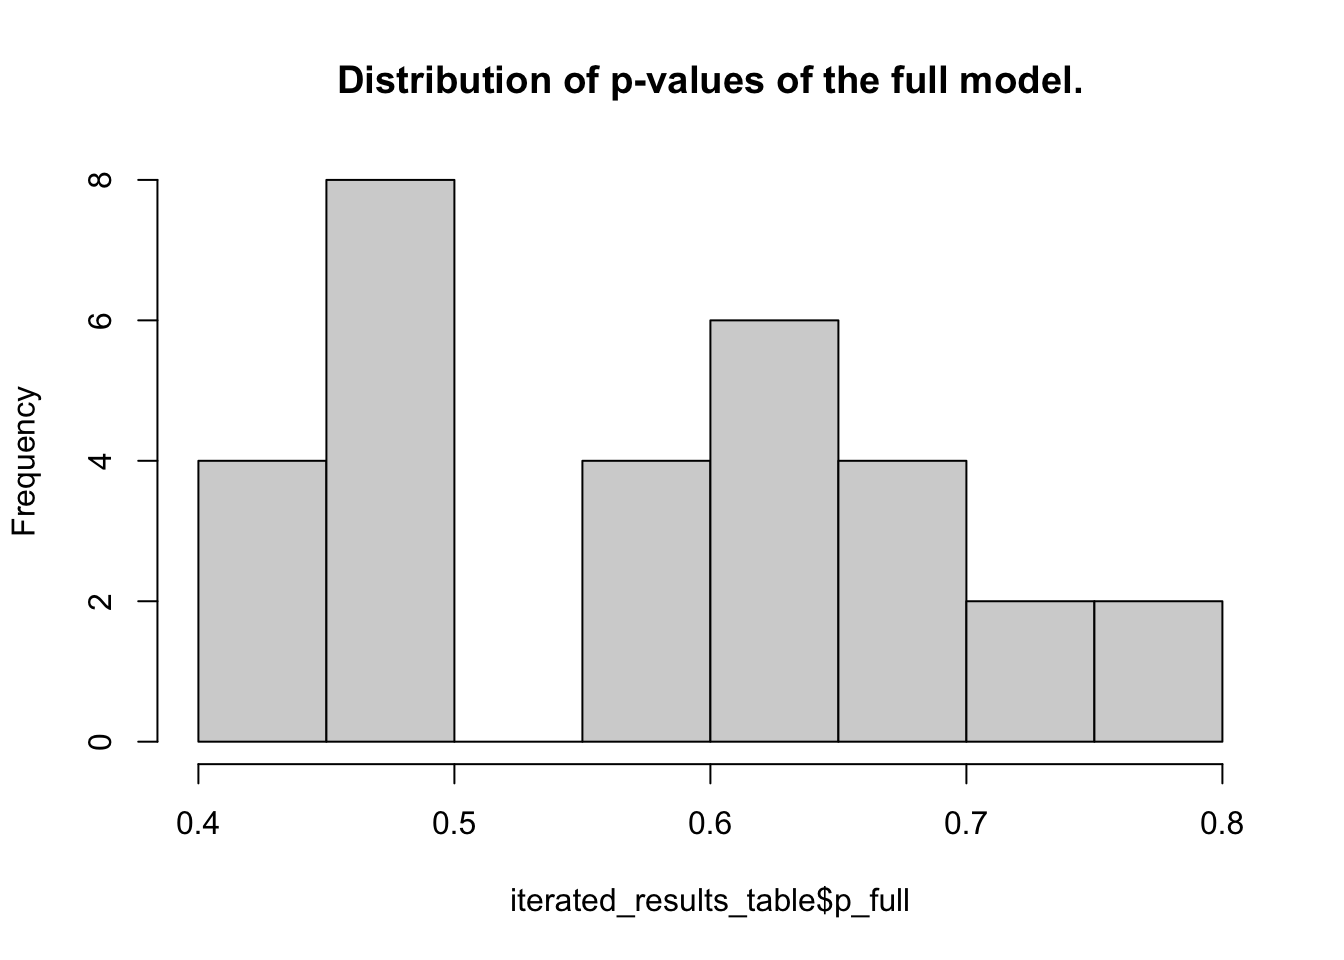 Distribution of p-values of the full model.
Frequency
8
6
4
2
0
0.4 0.5 0.6 0.7 0.8
iterated_results_table$p_full